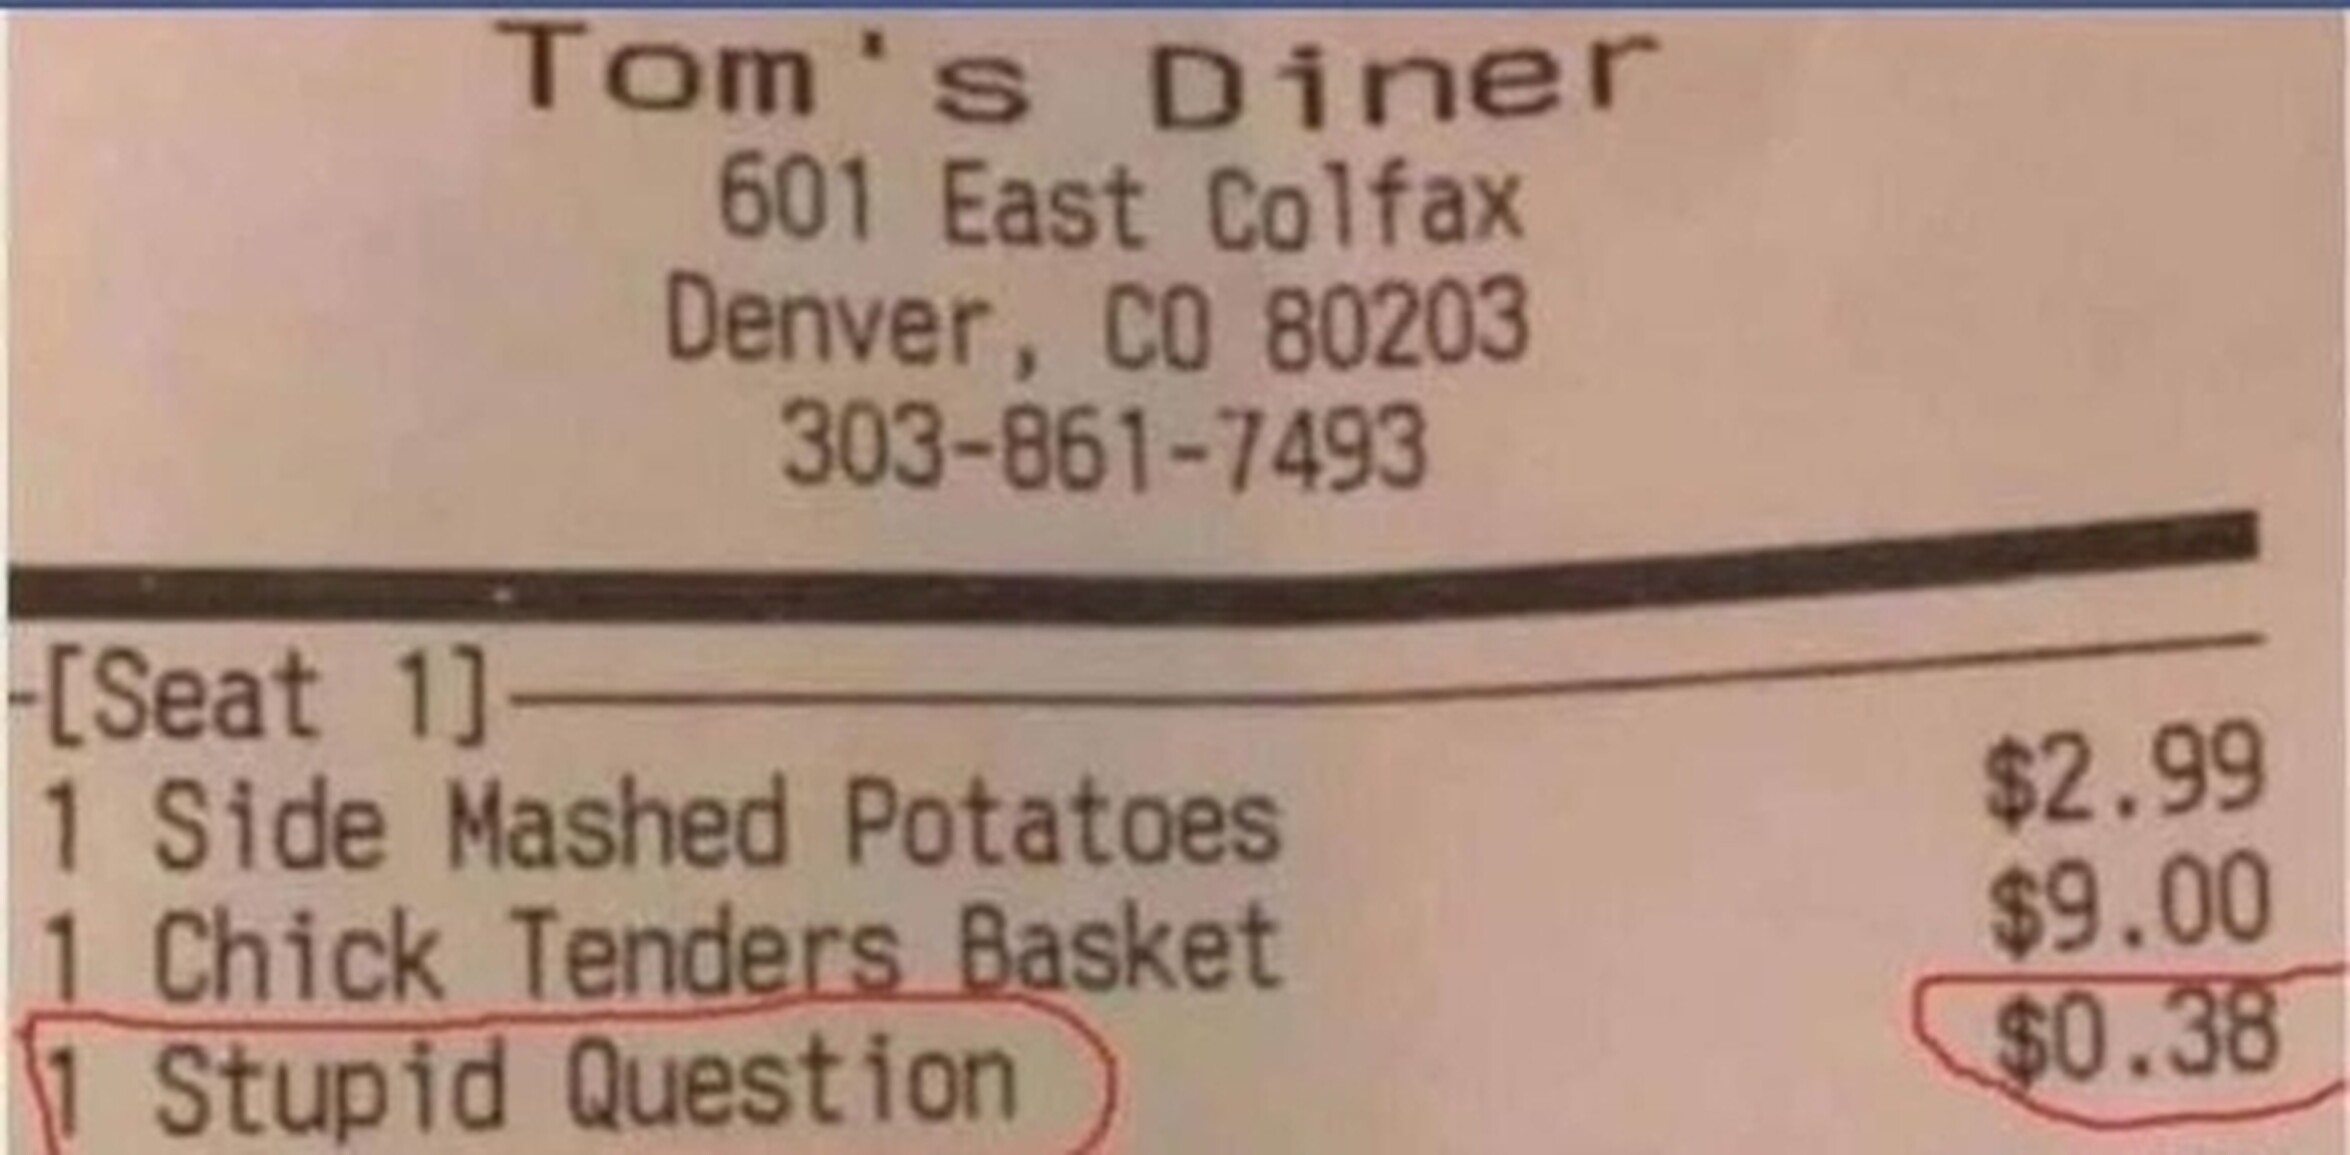 Tom's Diner
601 East Colfax
Denver, CO 80203
303-861-7493
-[Seat 1]
1 Side Mashed Potatoes $2.99
1 Chick Tenders Basket $9.00
1 Stupid Question $0.38